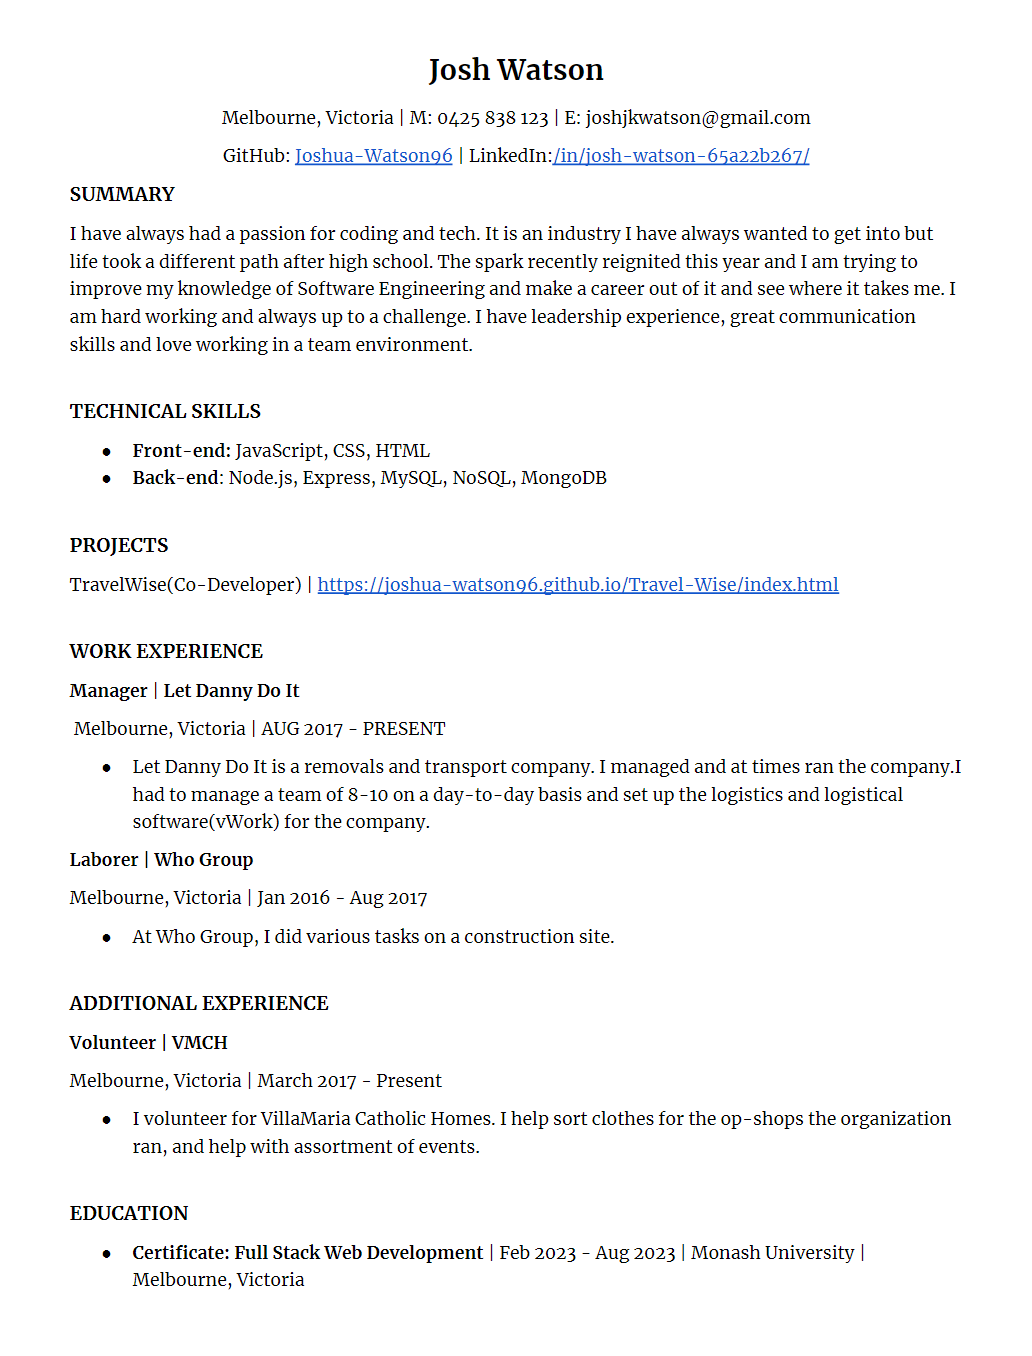 Josh Watson
Melbourne, Victoria | M: 0425 838 123 | E: joshjkwatson@gmail.com
GitHub: Joshua-Watson96 | LinkedIn:/in/josh-watson-65a22b267/
SUMMARY
I have always had a passion for coding and tech. It is an industry I have always wanted to get into but
life took a different path after high school. The spark recently reignited this year and I am trying to
improve my knowledge of Software Engineering and make a career out of it and see where it takes me. I
am hard working and always up to a challenge. I have leadership experience, great communication
skills and love working in a team environment.
TECHNICAL SKILLS
● Front-end: JavaScript, CSS, HTML
● Back-end: Node.js, Express, MySQL, NoSQL, MongoDB
PROJECTS
TravelWise(Co-Developer) | https://joshua-watson96.github.io/Travel-Wise/index.html
WORK EXPERIENCE
Manager | Let Danny Do It
Melbourne, Victoria | AUG 2017 - PRESENT
● Let Danny Do It is a removals and transport company. I managed and at times ran the company.I
had to manage a team of 8-10 on a day-to-day basis and set up the logistics and logistical
software(vWork) for the company.
Laborer | Who Group
Melbourne, Victoria | Jan 2016 - Aug 2017
● At Who Group, I did various tasks on a construction site.
ADDITIONAL EXPERIENCE
Volunteer | VMCH
Melbourne, Victoria | March 2017 - Present
● I volunteer for VillaMaria Catholic Homes. I help sort clothes for the op-shops the organization
ran, and help with assortment of events.
EDUCATION
● Certificate: Full Stack Web Development | Feb 2023 - Aug 2023 | Monash University |
Melbourne, Victoria